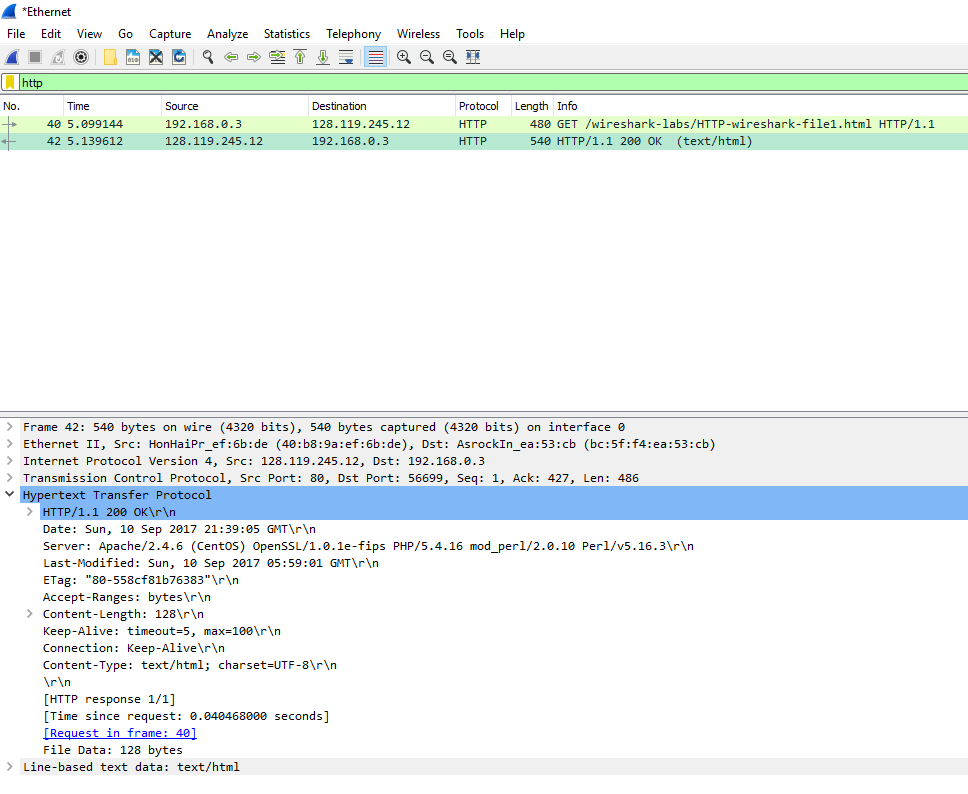 *Ethernet
File Edit View Go Capture Analyze Statistics Telephony Wireless Tools Help
http
No. Time Source Destination Protocol Length Info
40 5.099144 192.168.0.3 128.119.245.12 HTTP 480 GET /wireshark-labs/HTTP-wireshark-file1.html HTTP/1.1
42 5.139612 128.119.245.12 192.168.0.3 HTTP 540 HTTP/1.1 200 OK (text/html)
Frame 42: 540 bytes on wire (4320 bits), 540 bytes captured (4320 bits) on interface 0
Ethernet II, Src: HonHaiPr_ef:6b:de (40:b8:9a:ef:6b:de), Dst: AsrockIn_ea:53:cb (bc:5f:f4:ea:53:cb)
Internet Protocol Version 4, Src: 128.119.245.12, Dst: 192.168.0.3
Transmission Control Protocol, Src Port: 80, Dst Port: 56699, Seq: 1, Ack: 427, Len: 486
Hypertext Transfer Protocol
HTTP/1.1 200 OK\r\n
Date: Sun, 10 Sep 2017 21:39:05 GMT\r\n
Server: Apache/2.4.6 (CentOS) OpenSSL/1.0.1e-fips PHP/5.4.16 mod_perl/2.0.10 Perl/v5.16.3\r\n
Last-Modified: Sun, 10 Sep 2017 05:59:01 GMT\r\n
ETag: "80-558cf81b76383"\r\n
Accept-Ranges: bytes\r\n
Content-Length: 128\r\n
Keep-Alive: timeout=5, max=100\r\n
Connection: Keep-Alive\r\n
Content-Type: text/html; charset=UTF-8\r\n
\r\n
[HTTP response 1/1]
[Time since request: 0.040468000 seconds]
[Request in frame: 40]
File Data: 128 bytes
Line-based text data: text/html